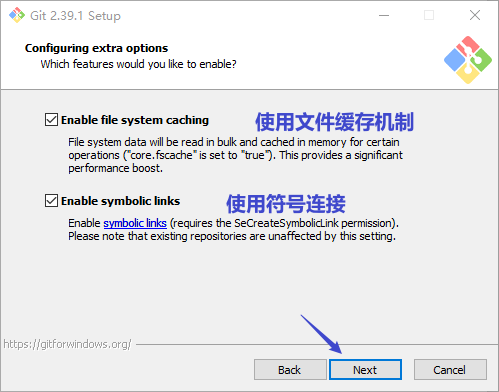 Git 2.39.1 Setup
Configuring extra options
Which features would you like to enable?
Enable file system caching
使用文件缓存机制
File system data will be read in bulk and cached in memory for certain
operations ("core.fscache" is set to "true"). This provides a significant
performance boost.
Enable symbolic links
使用符号连接
Enable symbolic links (requires the SeCreateSymbolicLink permission).
Please note that existing repositories are unaffected by this setting.
https://gitforwindows.org/
Back
Next
Cancel